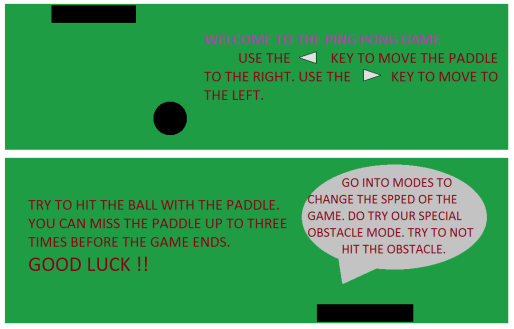 WELCOME TO THE PING PONG GAME
USE THE KEY TO MOVE THE PADDLE
TO THE RIGHT. USE THE KEY TO MOVE TO
THE LEFT.
TRY TO HIT THE BALL WITH THE PADDLE.
YOU CAN MISS THE PADDLE UP TO THREE
TIMES BEFORE THE GAME ENDS.
GOOD LUCK !!
GO INTO MODES TO
CHANGE THE SPPED OF THE
GAME. DO TRY OUR SPECIAL
OBSTACLE MODE. TRY TO NOT
HIT THE OBSTACLE.